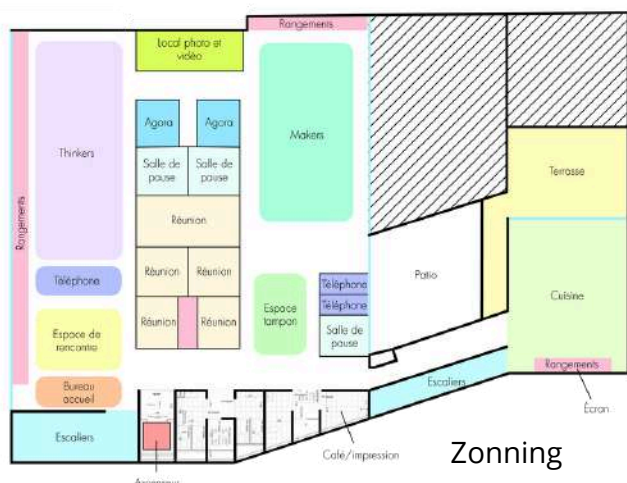 Rangements
Local photo et
vidéo
Agora
Agora
Thinkers
Makers
Salle de
pause
Salle de
pause
Terrasse
Rangements
Réunion
Réunion
Réunion
Téléphone
Patio
Téléphone
Téléphone
Cuisine
Espace
tampon
Réunion
Réunion
Espace de
rencontre
Salle de
pause
Rangements
Bureau
accueil
Escaliers
Écran
Escaliers
Café/impression
Zonning